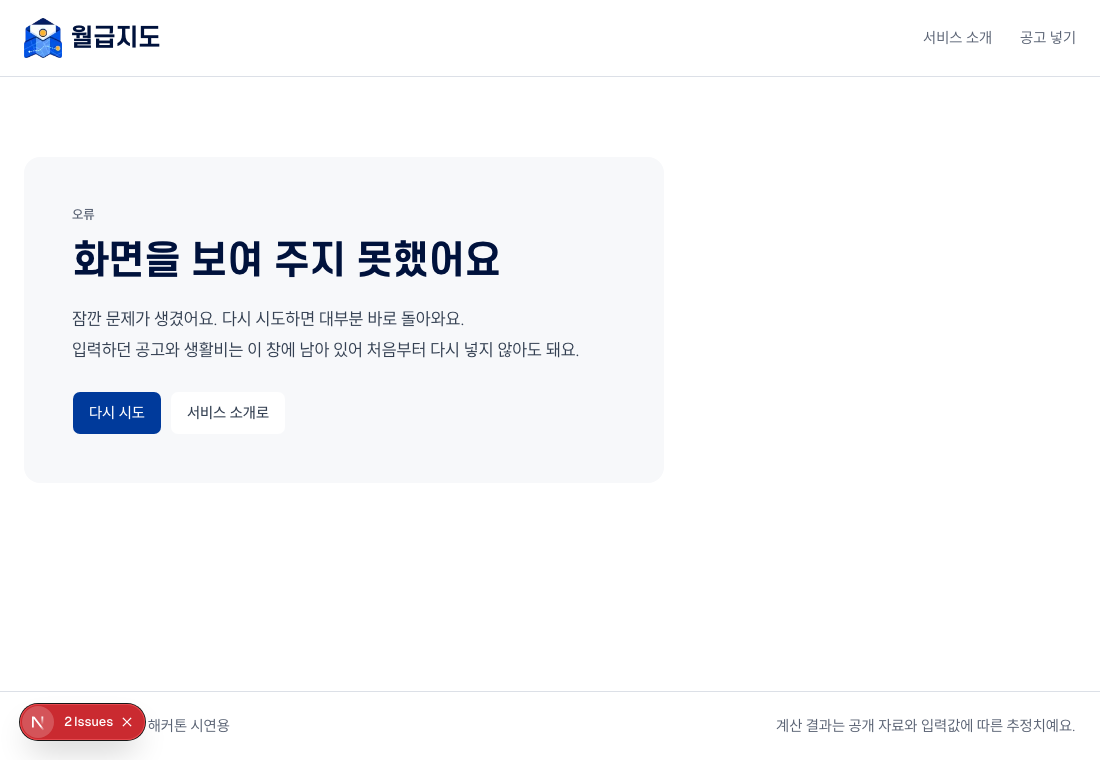 월급지도
서비스 소개
공고 넣기
오류
화면을 보여 주지 못했어요
잠깐 문제가 생겼어요. 다시 시도하면 대부분 바로 돌아와요.
입력하던 공고와 생활비는 이 창에 남아 있어 처음부터 다시 넣지 않아도 돼요.
다시 시도
서비스 소개로
2 Issues
해커톤 시연용
계산 결과는 공개 자료와 입력값에 따른 추정치예요.